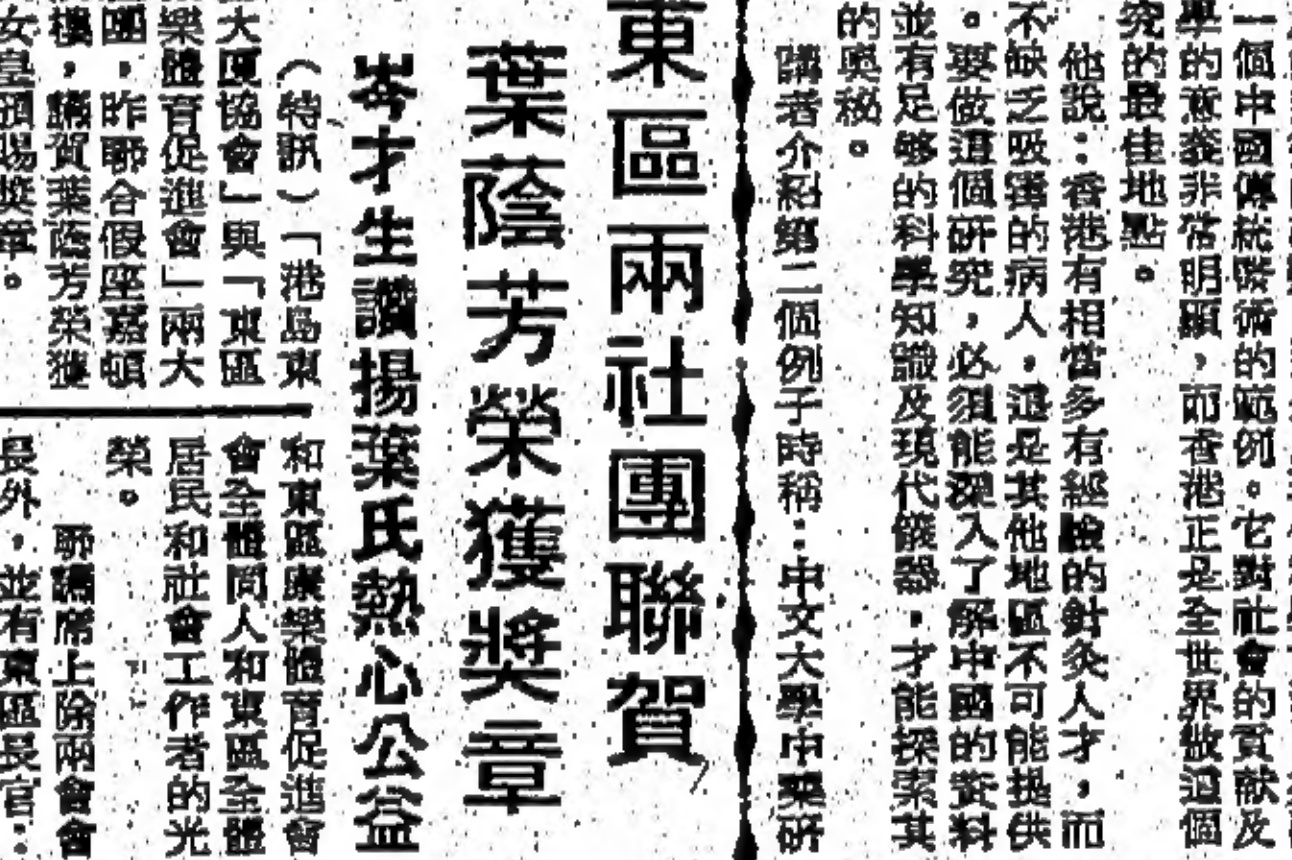 一個中國傳統醫術的範例。它對社會的貢献及
學的意義非常明顯,而香港正是全世界做這個
究的最佳地點。
他說:香港有相當多有經驗的針灸人才,而
不缺乏吸毒的病人,這是其他地區不可能提供
。要做這個研究,必須能深入了解中國的資料
並有足够的科學知識及現代儀器,才能探索其
的奥秘。
講者介紹第二個例子時稱:中文大學中藥研
東區兩社團聯賀
葉蔭芳榮獲獎章
岑才生讚揚葉氏熱心公益
(特訊)「港島東
大廈協會」與「東區
樂體育促進會」兩大
團,昨聯合假座嘉頓
樓,讌賀葉蔭芳榮獲
女皇頒賜獎章。
和東區康樂體育促進會
會全體同人和東區全體
居民和社會工作者的光
榮。
聯讌席上除兩會會
長外,並有東區長官: